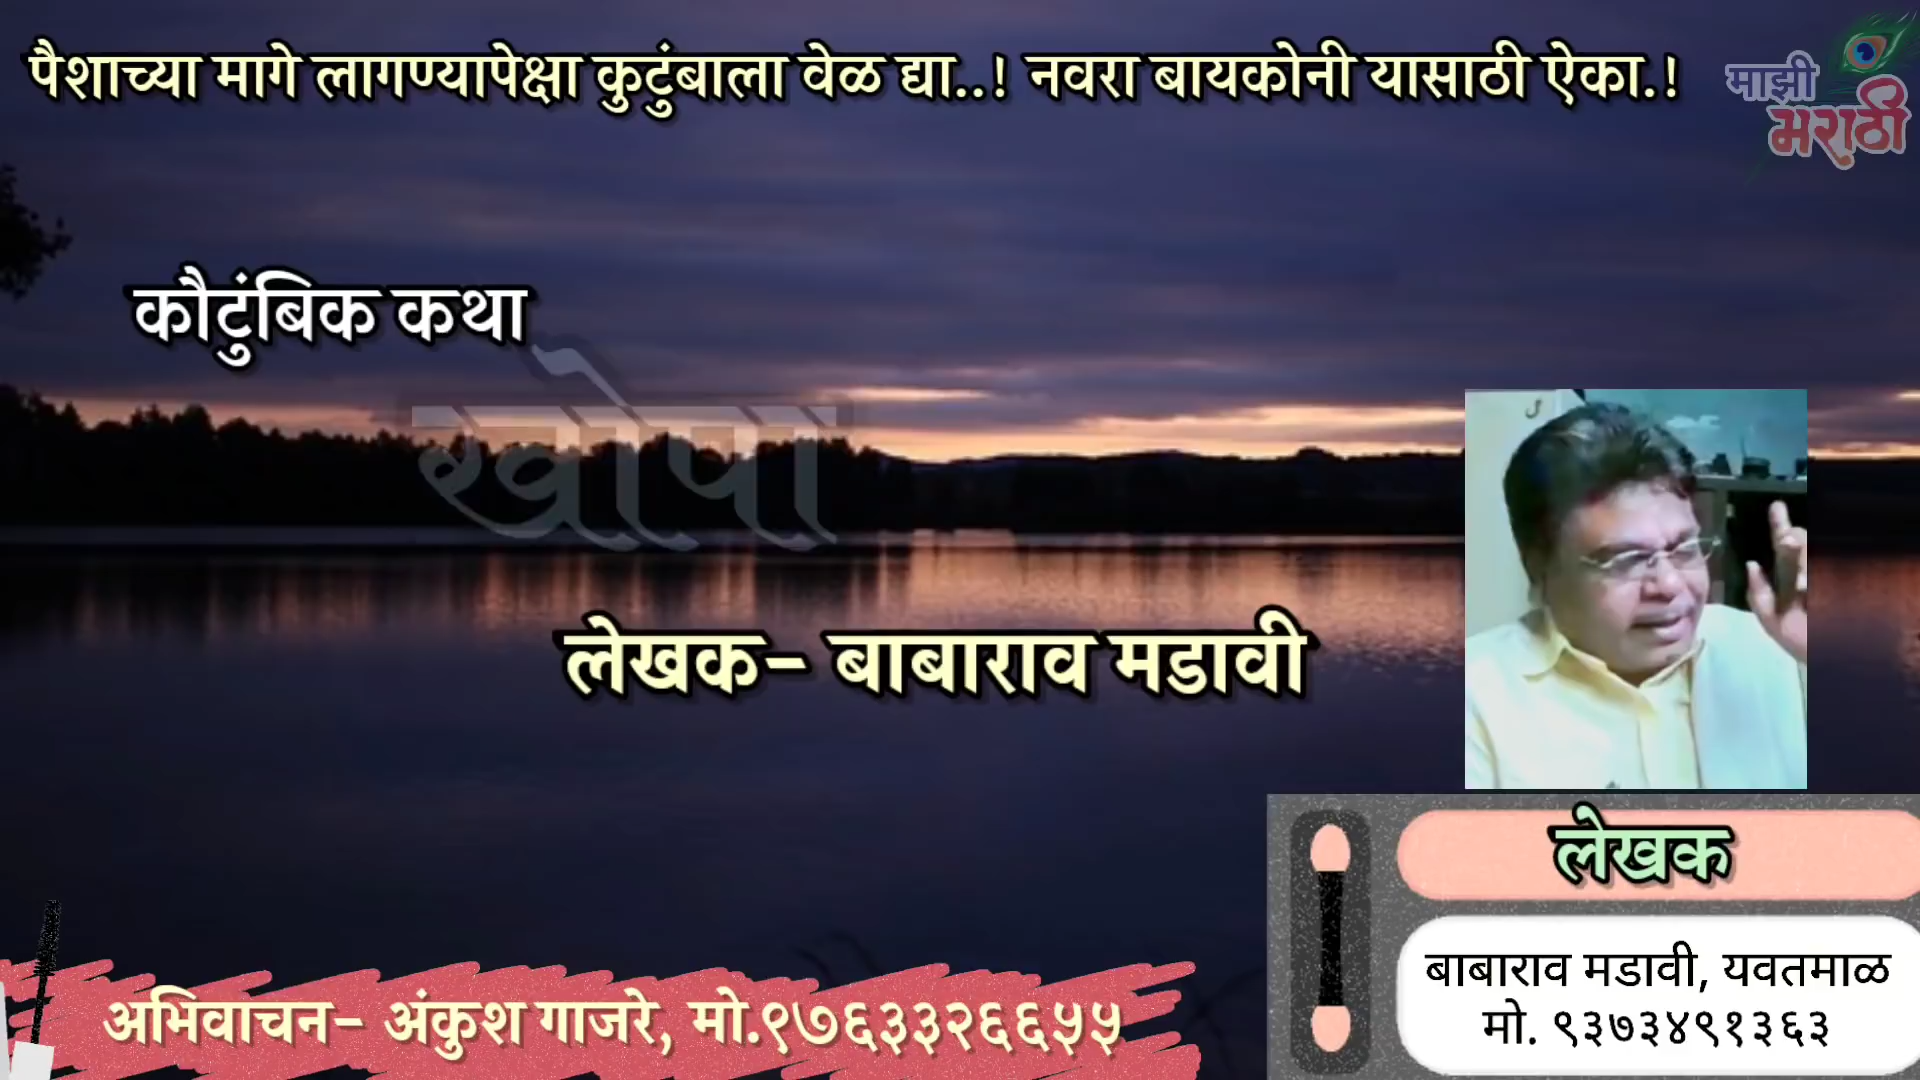 पैशाच्या मागे लागण्यापेक्षा कुटुंबाला वेळ द्या..! नवरा बायकोनी यासाठी ऐका.!
माझी
मराठी
कौटुंबिक कथा
खोपा
लेखक- बाबाराव मडावी
लेखक
बाबाराव मडावी, यवतमाळ
मो. ९३७३४९१३६३
अभिवाचन- अंकुश गाजरे, मो.९७६३३२६६५५